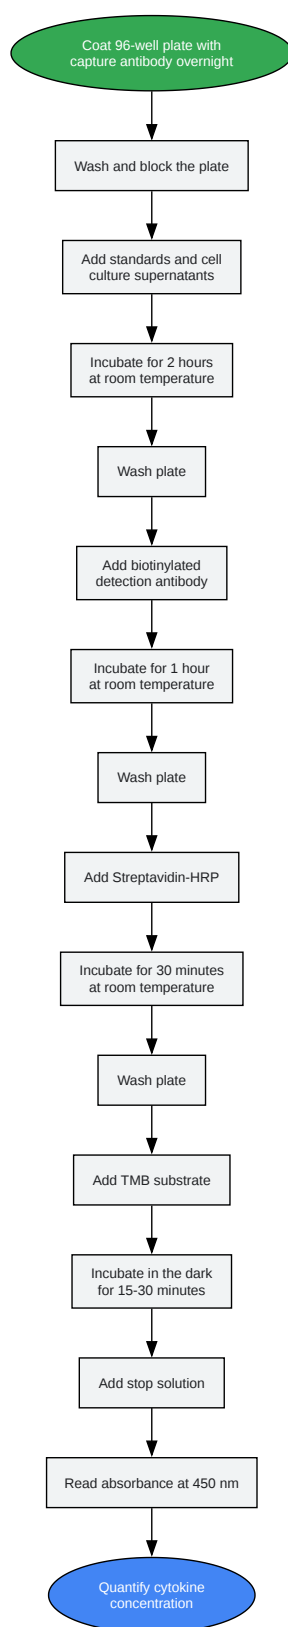 Coat 96-well plate with
capture antibody overnight
Wash and block the plate
Add standards and cell
culture supernatants
Incubate for 2 hours
at room temperature
Wash plate
Add biotinylated
detection antibody
Incubate for 1 hour
at room temperature
Wash plate
Add Streptavidin-HRP
Incubate for 30 minutes
at room temperature
Wash plate
Add TMB substrate
Incubate in the dark
for 15-30 minutes
Add stop solution
Read absorbance at 450 nm
Quantify cytokine
concentration